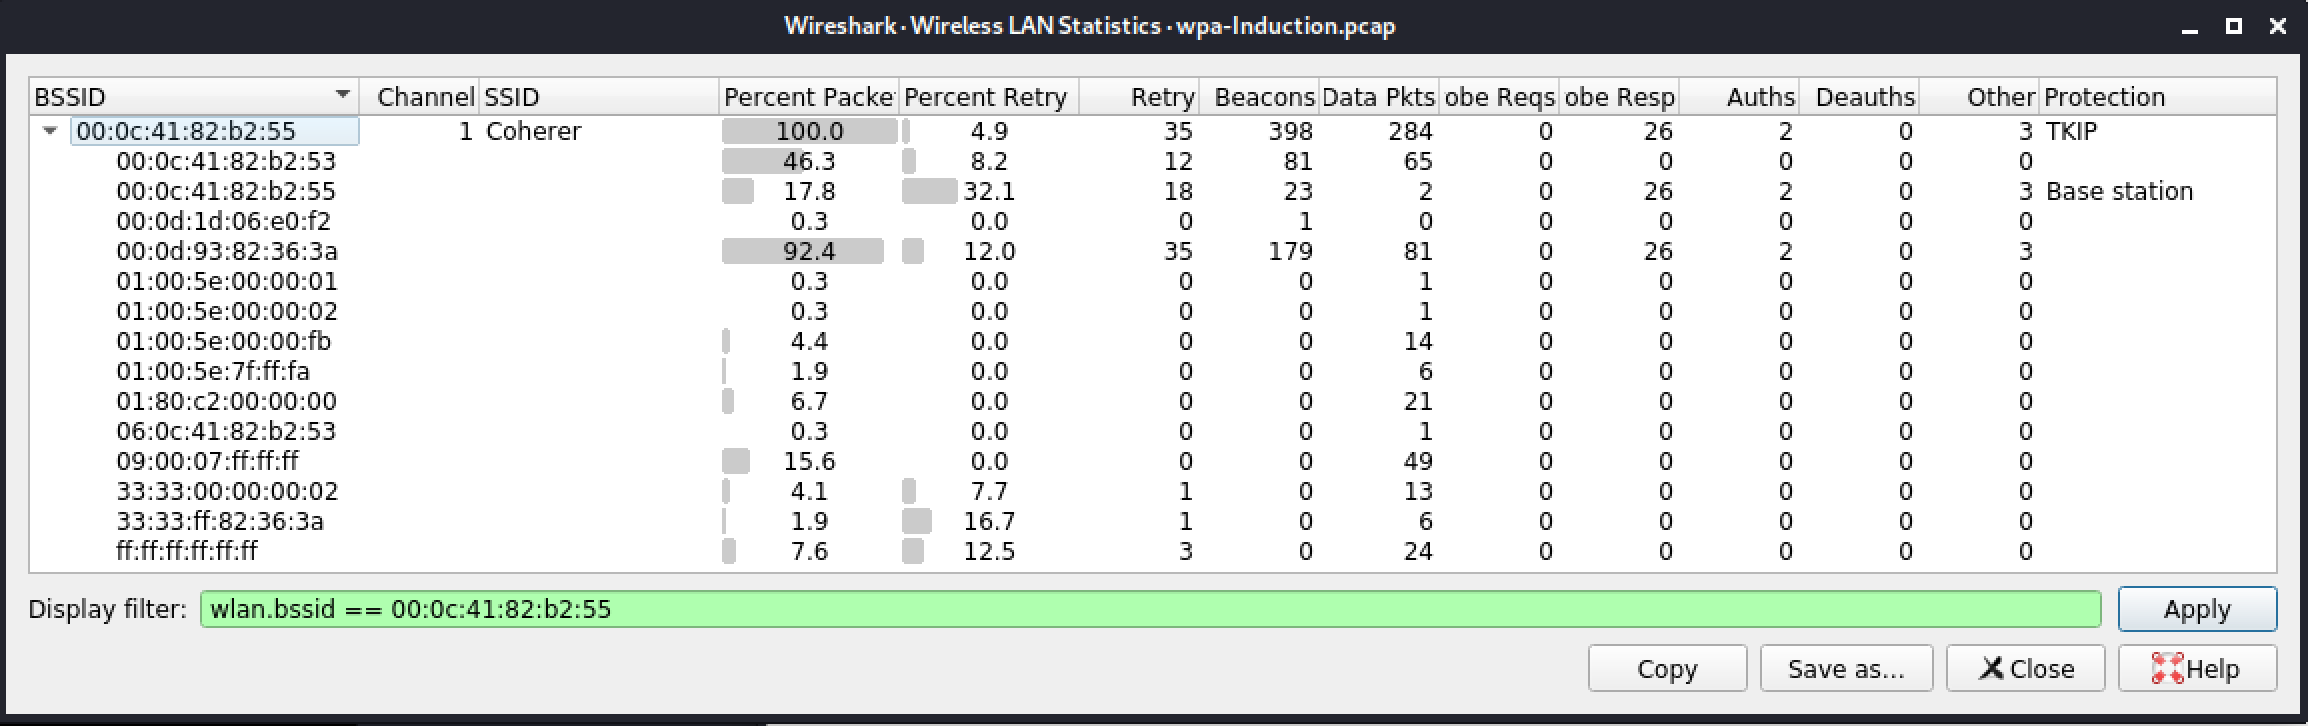 Wireshark · Wireless LAN Statistics · wpa-Induction.pcap
BSSID Channel SSID Percent Packe Percent Retry Retry Beacons Data Pkts obe Reqs obe Resp Auths Deauths Other Protection
00:0c:41:82:b2:55 1 Coherer 100.0 4.9 35 398 284 0 26 2 0 3 TKIP
00:0c:41:82:b2:53 46.3 8.2 12 81 65 0 0 0 0 0
00:0c:41:82:b2:55 17.8 32.1 18 23 2 0 26 2 0 3 Base station
00:0d:1d:06:e0:f2 0.3 0.0 0 1 0 0 0 0 0 0
00:0d:93:82:36:3a 92.4 12.0 35 179 81 0 26 2 0 3
01:00:5e:00:00:01 0.3 0.0 0 0 1 0 0 0 0 0
01:00:5e:00:00:02 0.3 0.0 0 0 1 0 0 0 0 0
01:00:5e:00:00:fb 4.4 0.0 0 0 14 0 0 0 0 0
01:00:5e:7f:ff:fa 1.9 0.0 0 0 6 0 0 0 0 0
01:80:c2:00:00:00 6.7 0.0 0 0 21 0 0 0 0 0
06:0c:41:82:b2:53 0.3 0.0 0 0 1 0 0 0 0 0
09:00:07:ff:ff:ff 15.6 0.0 0 0 49 0 0 0 0 0
33:33:00:00:00:02 4.1 7.7 1 0 13 0 0 0 0 0
33:33:ff:82:36:3a 1.9 16.7 1 0 6 0 0 0 0 0
ff:ff:ff:ff:ff:ff 7.6 12.5 3 0 24 0 0 0 0 0
Display filter: wlan.bssid == 00:0c:41:82:b2:55 Apply
Copy Save as... Close Help